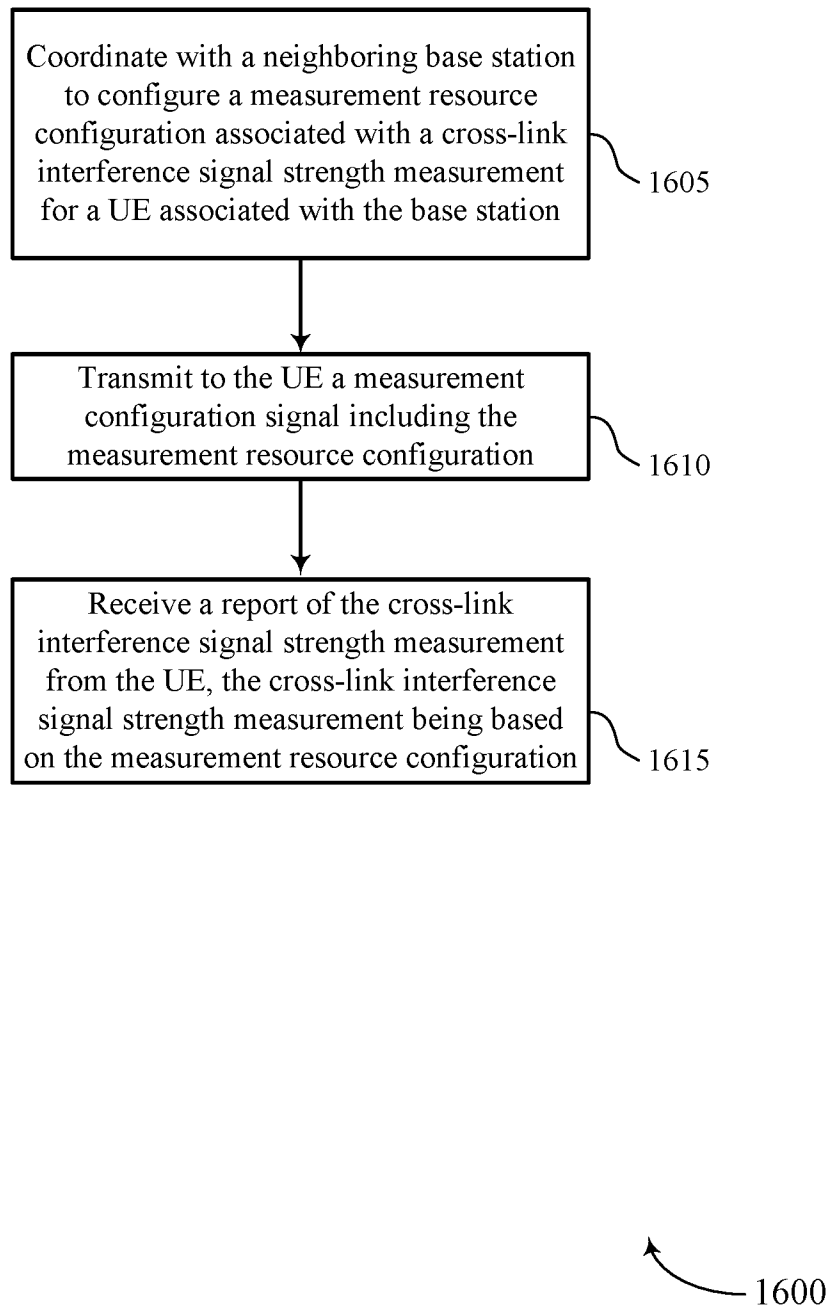 Coordinate with a neighboring base station
to configure a measurement resource
configuration associated with a cross-link
interference signal strength measurement
for a UE associated with the base station
1605
Transmit to the UE a measurement
configuration signal including the
measurement resource configuration
1610
Receive a report of the cross-link
interference signal strength measurement
from the UE, the cross-link interference
signal strength measurement being based
on the measurement resource configuration
1615
1600